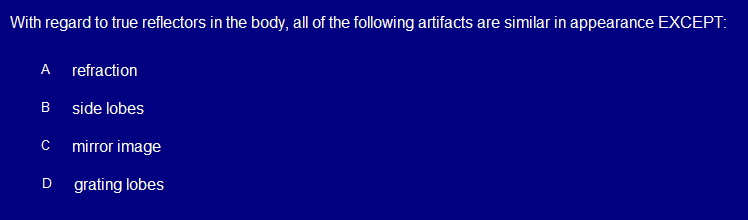 With regard to true reflectors in the body, all of the following artifacts are similar in appearance EXCEPT:
A refraction
B side lobes
C mirror image
D grating lobes